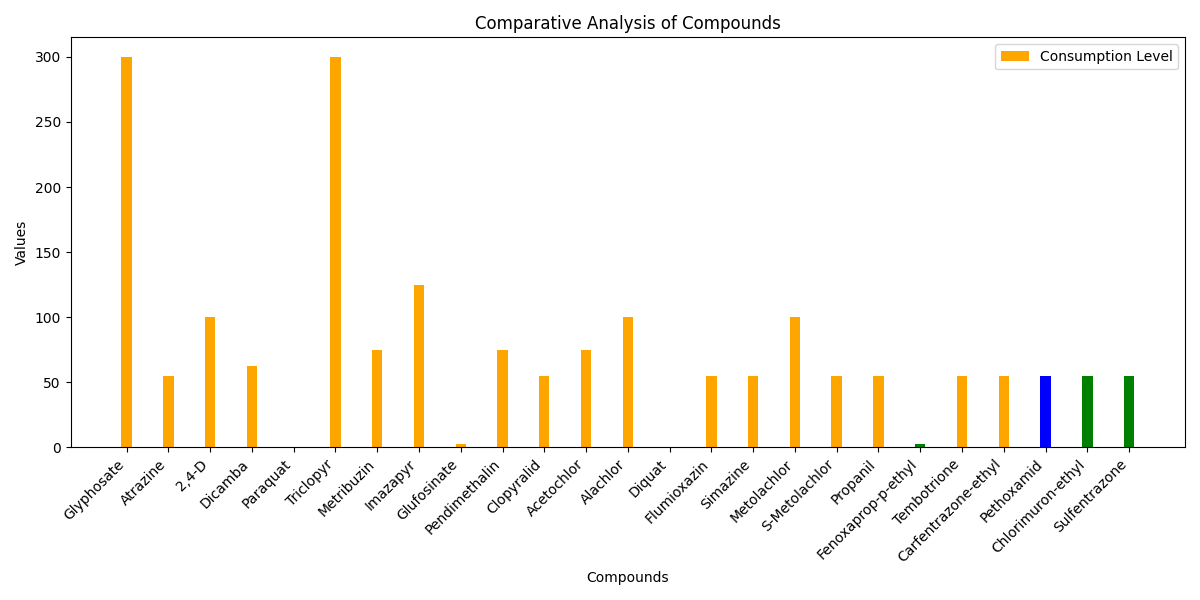 Comparative Analysis of Compounds
Consumption Level
Values
300
250
200
150
100
50
0
Glyphosate
Atrazine
2,4-D
Dicamba
Paraquat
Triclopyr
Metribuzin
Imazapyr
Glufosinate
Pendimethalin
Clopyralid
Acetochlor
Alachlor
Diquat
Flumioxazin
Simazine
Metolachlor
S-Metolachlor
Propanil
Fenoxaprop-p-ethyl
Tembotrione
Carfentrazone-ethyl
Pethoxamid
Chlorimuron-ethyl
Sulfentrazone
Compounds